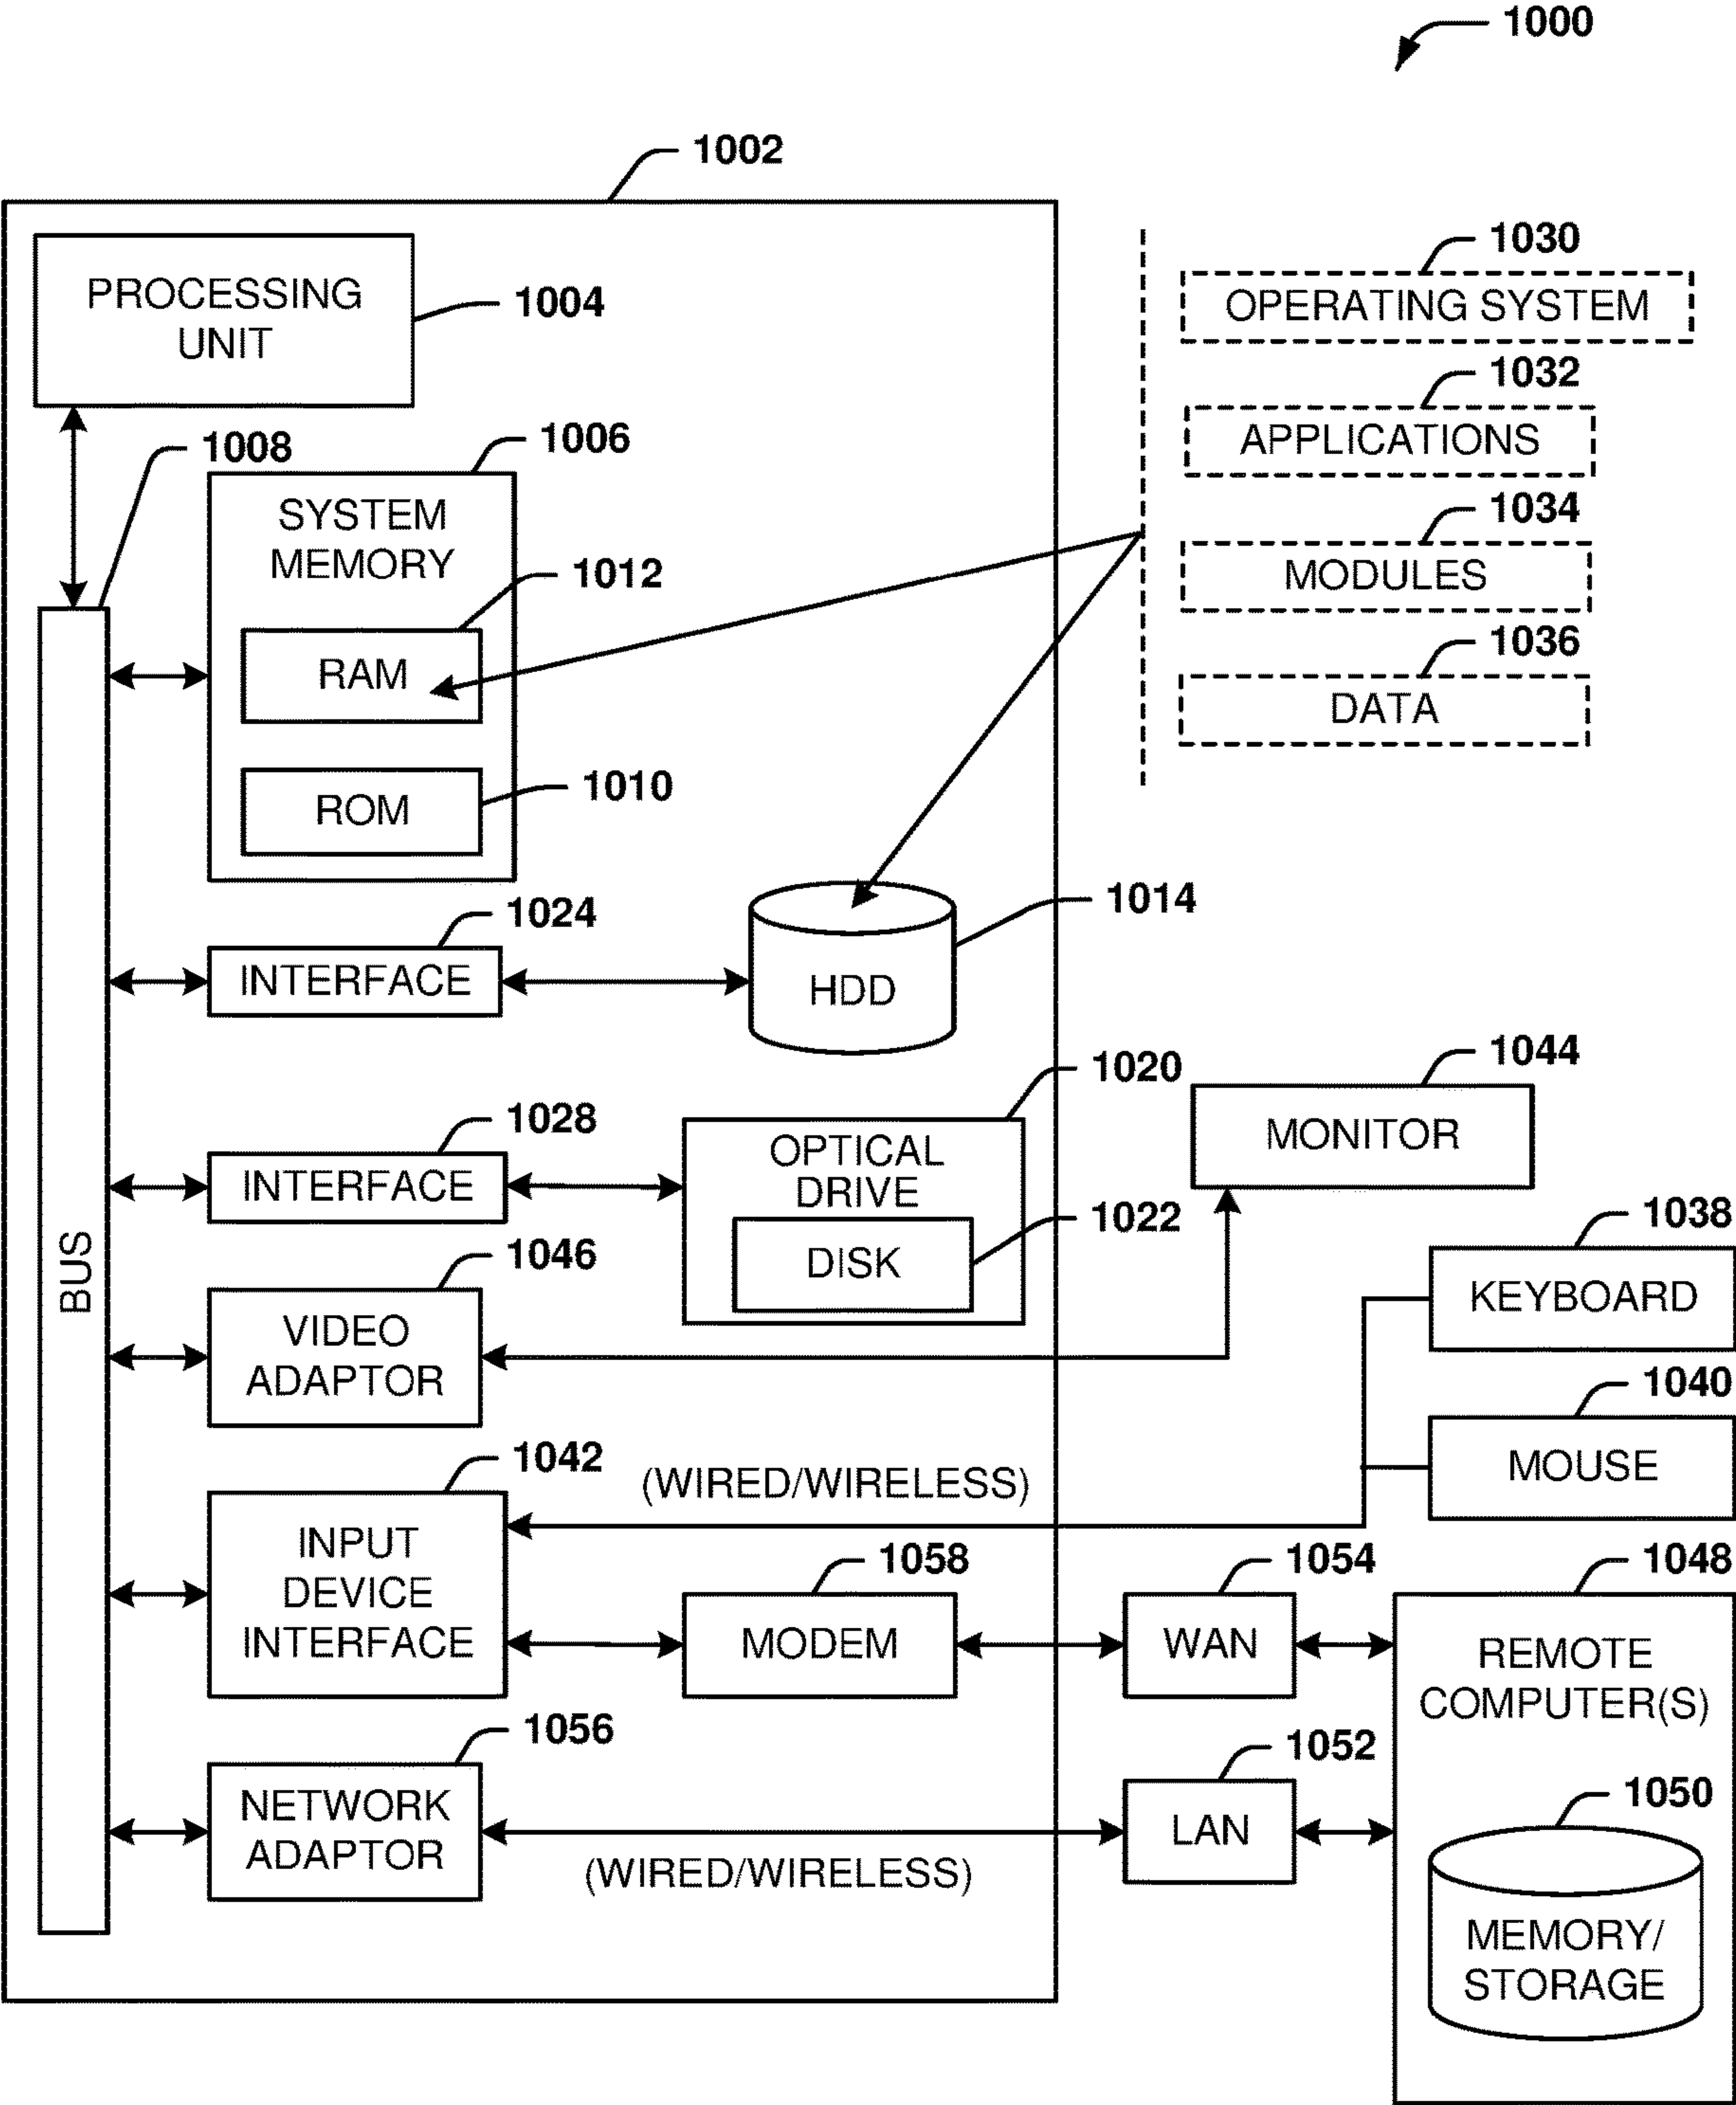 1000
1002
PROCESSING
UNIT
1004
1030
OPERATING SYSTEM
1032
APPLICATIONS
1034
MODULES
1036
DATA
1008
1006
SYSTEM
MEMORY
1012
RAM
1010
ROM
BUS
1024
INTERFACE
1014
HDD
1028
INTERFACE
1020
OPTICAL
DRIVE
1022
DISK
1044
MONITOR
1046
VIDEO
ADAPTOR
1038
KEYBOARD
1040
MOUSE
1042
INPUT
DEVICE
INTERFACE
(WIRED/WIRELESS)
1058
MODEM
1054
WAN
1048
REMOTE
COMPUTER(S)
1056
NETWORK
ADAPTOR
(WIRED/WIRELESS)
1052
LAN
1050
MEMORY/
STORAGE